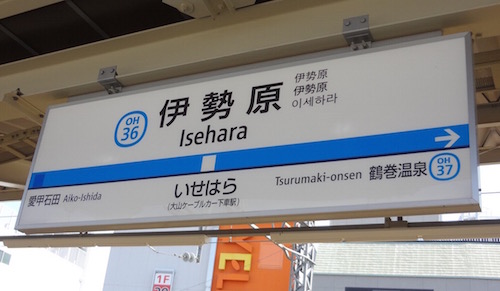 OH
36
伊勢原
伊势原
伊勢原
이세하라
Isehara
愛甲石田 Aiko-Ishida
いせはら
(大山ケーブルカー下車駅)
Tsurumaki-onsen 鶴巻温泉
OH
37
1F